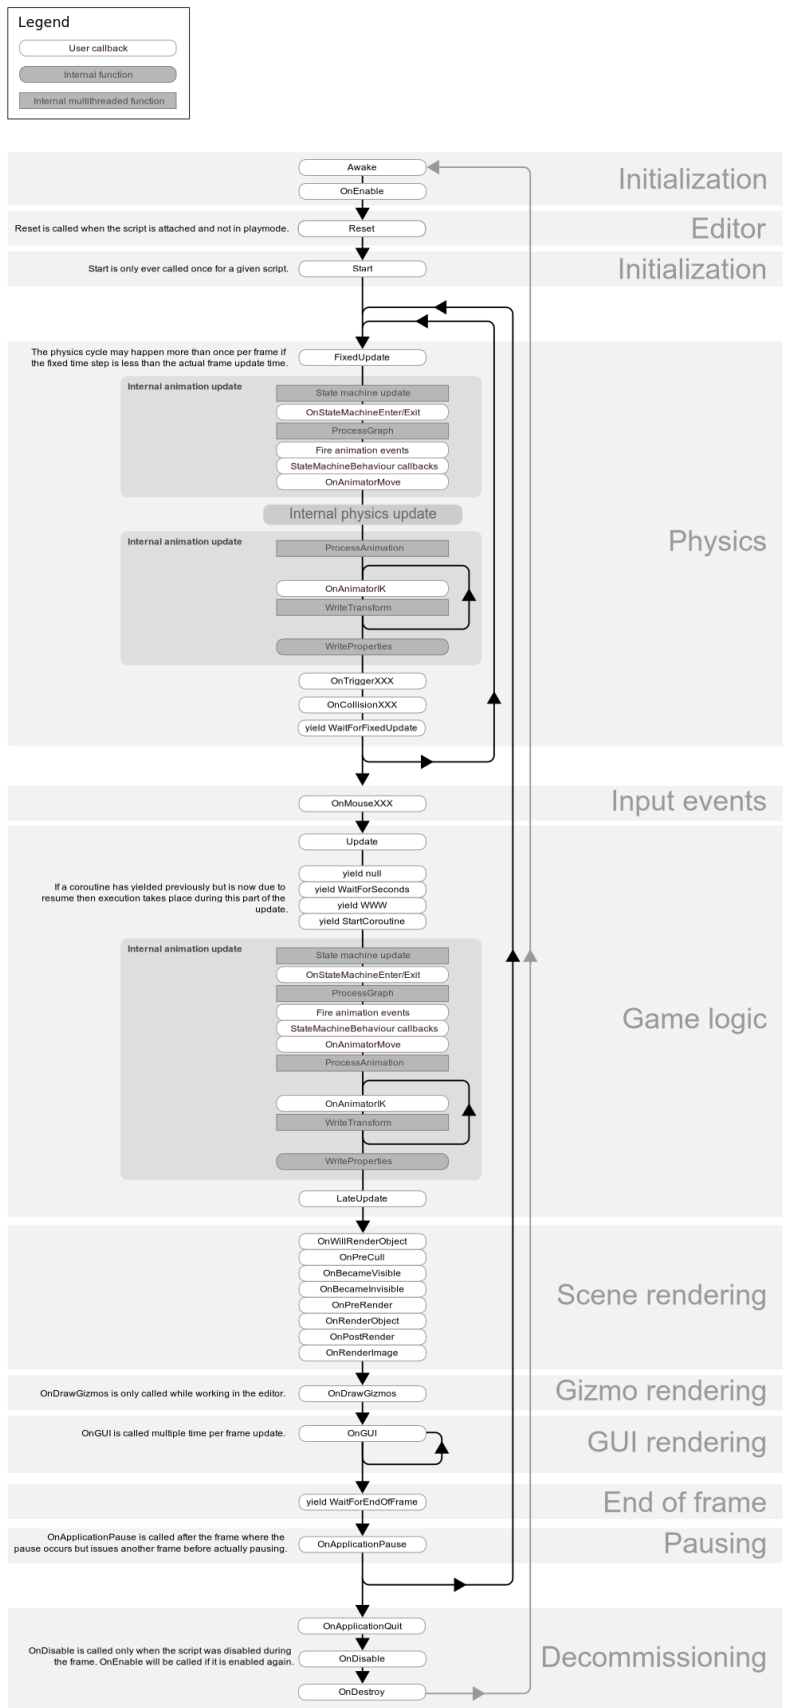 Legend
User callback
Internal function
Internal multithreaded function
Awake
Initialization
OnEnable
Reset is called when the script is attached and not in playmode.
Reset
Editor
Start is only ever called once for a given script.
Start
Initialization
The physics cycle may happen more than once per frame if
the fixed time step is less than the actual frame update time.
FixedUpdate
Internal animation update
State machine update
OnStateMachineEnter/Exit
ProcessGraph
Fire animation events
StateMachineBehaviour callbacks
OnAnimatorMove
Internal physics update
Physics
Internal animation update
ProcessAnimation
OnAnimatorIK
WriteTransform
WriteProperties
OnTriggerXXX
OnCollisionXXX
yield WaitForFixedUpdate
OnMouseXXX
Input events
Update
yield null
If a coroutine has yielded previously but is now due to
resume then execution takes place during this part of the
update.
yield WaitForSeconds
yield WWW
yield StartCoroutine
Internal animation update
State machine update
OnStateMachineEnter/Exit
ProcessGraph
Fire animation events
StateMachineBehaviour callbacks
OnAnimatorMove
Game logic
ProcessAnimation
OnAnimatorIK
WriteTransform
WriteProperties
LateUpdate
OnWillRenderObject
OnPreCull
OnBecameVisible
OnBecameInvisible
OnPreRender
OnRenderObject
OnPostRender
OnRenderImage
Scene rendering
OnDrawGizmos is only called while working in the editor.
OnDrawGizmos
Gizmo rendering
OnGUI is called multiple time per frame update.
OnGUI
GUI rendering
yield WaitForEndOfFrame
End of frame
OnApplicationPause is called after the frame where the
pause occurs but issues another frame before actually pausing.
OnApplicationPause
Pausing
OnApplicationQuit
OnDisable is called only when the script was disabled during
the frame. OnEnable will be called if it is enabled again.
OnDisable
Decommissioning
OnDestroy